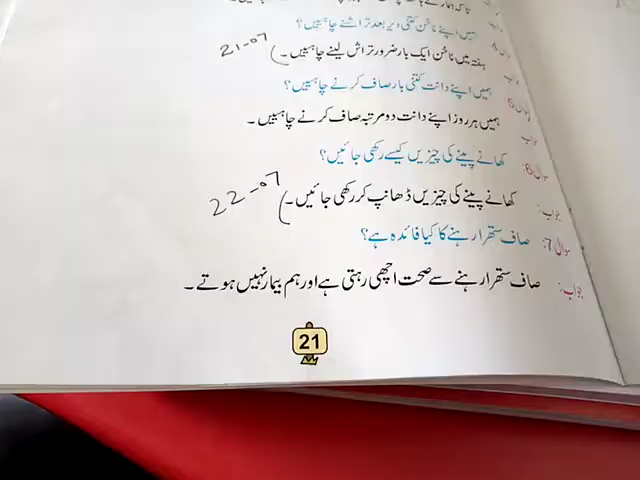 ہمیں اپنے ناخن کتنی دیر بعد تراشنے چاہییں؟
جواب: ہفتہ میں ناخن ایک بار ضرور تراش لینے چاہییں۔ 21-07
سوال 5: ہمیں اپنے دانت کتنی بار صاف کرنے چاہییں؟
جواب: ہمیں ہر روز اپنے دانت دو مرتبہ صاف کرنے چاہییں۔
سوال 6: کھانے پینے کی چیزیں کیسے رکھی جائیں؟
جواب: کھانے پینے کی چیزیں ڈھانپ کر رکھی جائیں۔ 22-07
سوال 7: صاف ستھرا رہنے کا کیا فائدہ ہے؟
جواب: صاف ستھرا رہنے سے صحت اچھی رہتی ہے اور ہم بیمار نہیں ہوتے۔
21